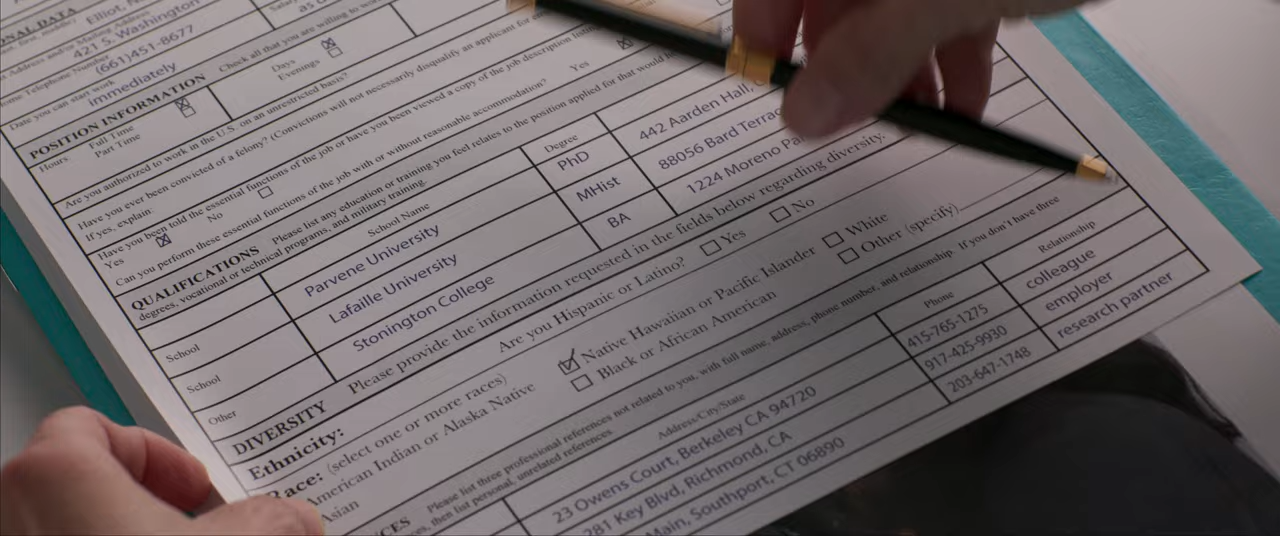 ONAL DATA
Elliot,
421 S. Washington
Home Telephone Number
(661)451-8677
Date you can start work
immediately
POSITION INFORMATION
Check all that you are willing to work
Hours
Full Time
Part Time
Days
Evenings
Are you authorized to work in the U.S. on an unrestricted basis?
Have you ever been convicted of a felony? (Convictions will not necessarily disqualify an applicant for
If yes, explain:
Have you been told the essential functions of the job or have you been viewed a copy of the job description
Yes
No
Can you perform these essential functions of the job with or without reasonable accommodation?
Yes
QUALIFICATIONS
Please list any education or training you feel relates to the position applied for that would
degrees, vocational or technical programs, and military training.
School Name
Degree
School
Parvene University
PhD
442 Aarden Hall,
School
Lafaille University
MHist
88056 Bard Terrac
Other
Stonington College
BA
1224 Moreno Pa
DIVERSITY
Please provide the information requested in the fields below regarding diversity.
Ethnicity:
Are you Hispanic or Latino?
Yes
No
Race:
(select one or more races)
Native Hawaiian or Pacific Islander
White
American Indian or Alaska Native
Black or African American
Other (specify)
Asian
CES
Please list three professional references not related to you, with full name, address, phone number, and relationship. If you don't have three
then list personal, unrelated references.
Address/City/State
Phone
Relationship
23 Owens Court, Berkeley CA 94720
415-765-1275
colleague
281 Key Blvd, Richmond, CA
917-425-9930
employer
Main, Southport, CT 06890
203-647-1748
research partner